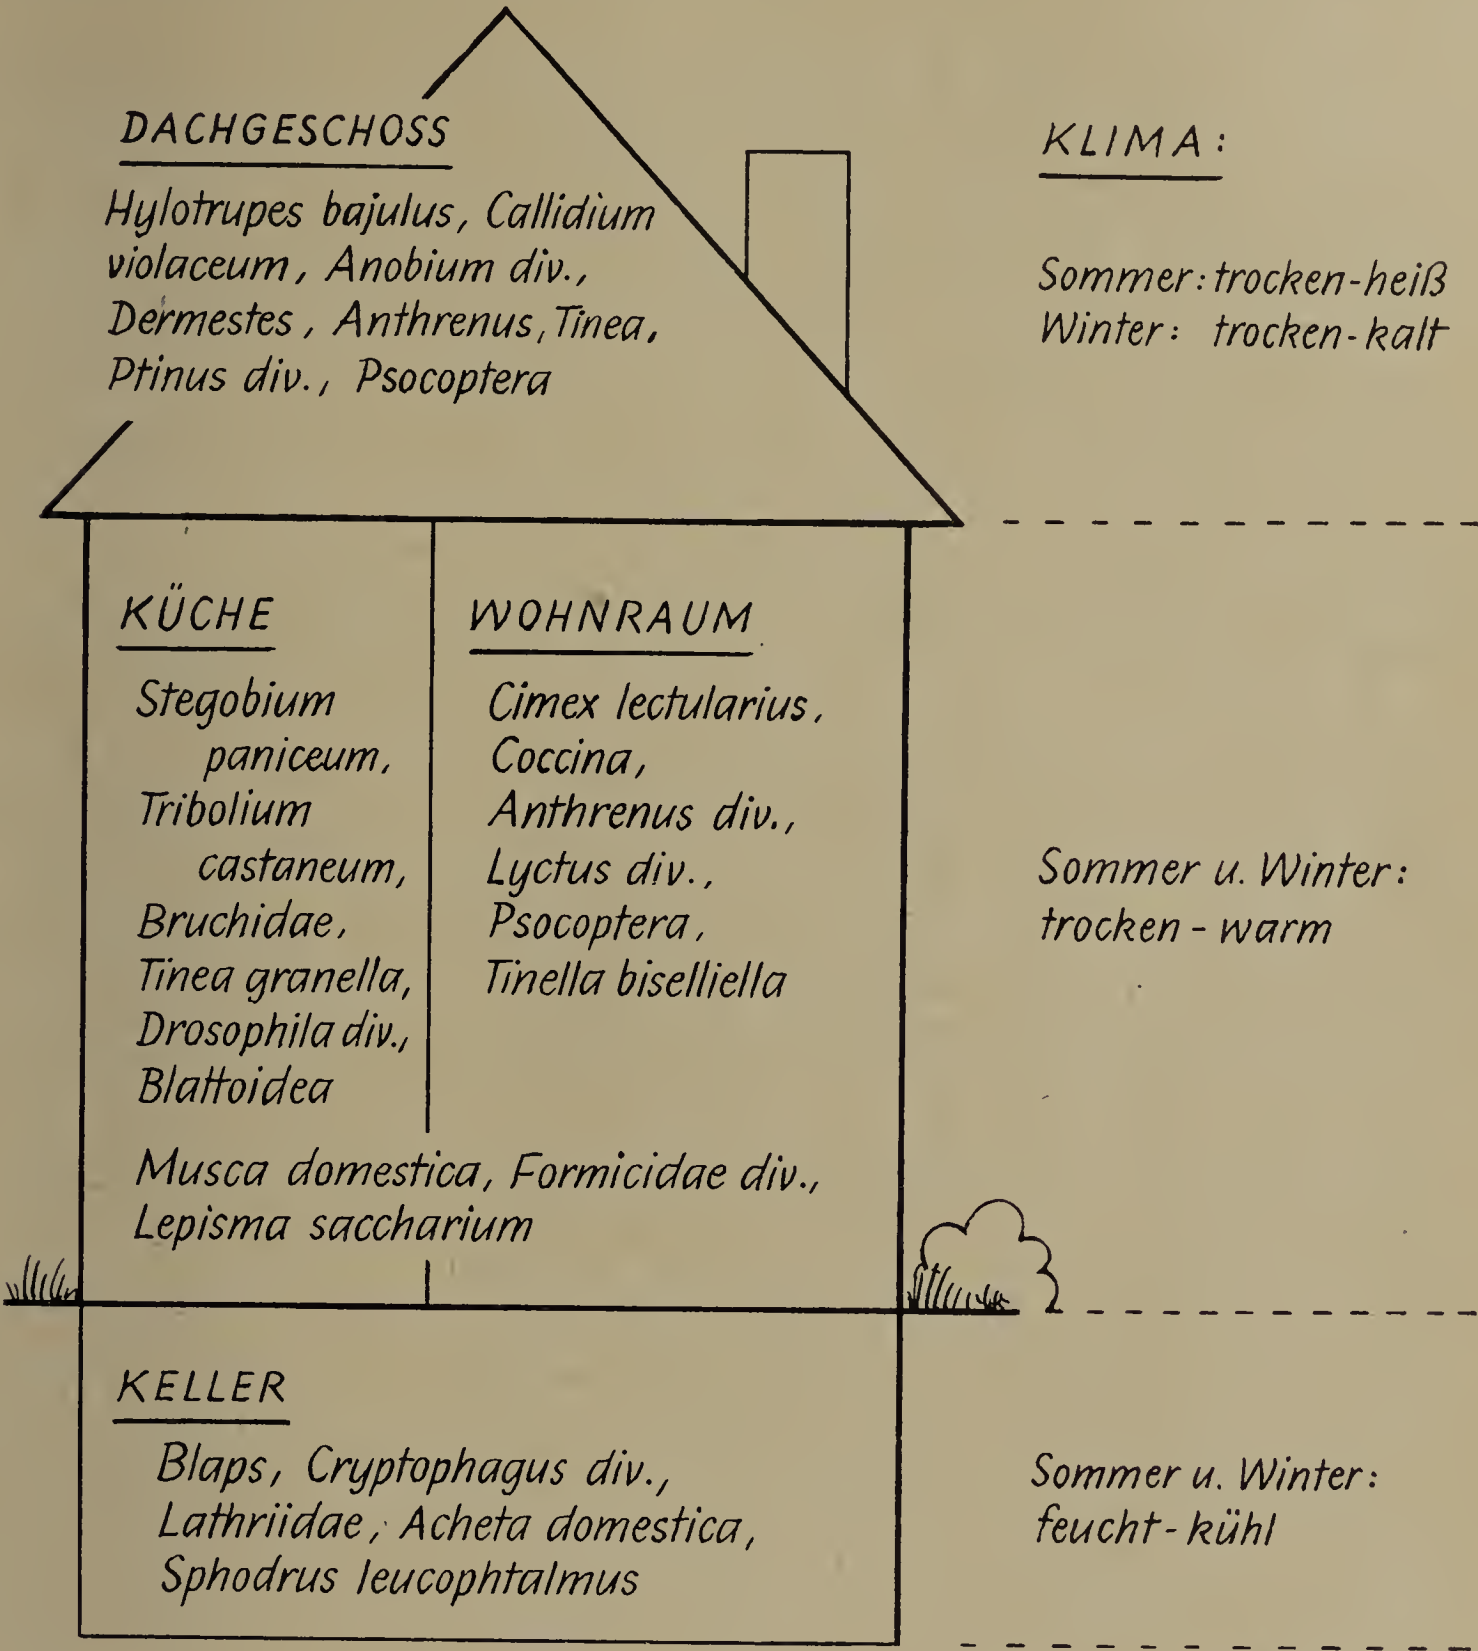 DACHGESCHOSS
Hylotrupes bajulus, Callidium
violaceum, Anobium div.,
Dermestes, Anthrenus, Tinea,
Ptinus div., Psocoptera
KLIMA:
Sommer: trocken-heiß
Winter: trocken-kalt
KÜCHE
Stegobium
paniceum,
Tribolium
castaneum,
Bruchidae,
Tinea granella,
Drosophila div.,
Blattoidea
WOHNRAUM
Cimex lectularius,
Coccina,
Anthrenus div.,
Lyctus div.,
Psocoptera,
Tinella biselliella
Musca domestica, Formicidae div.,
Lepisma saccharium
Sommer u. Winter:
trocken - warm
KELLER
Blaps, Cryptophagus div.,
Lathriidae, Acheta domestica,
Sphodrus leucophtalmus
Sommer u. Winter:
feucht-kühl